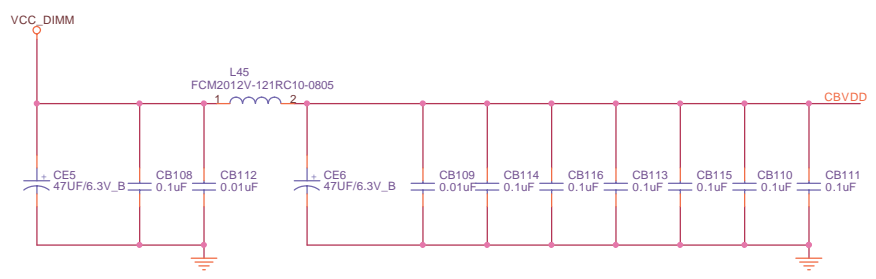 VCC_DIMM
L45
FCM2012V-121RC10-0805
1
2
CBVDD
CE5
47UF/6.3V_B
CB108
0.1uF
CB112
0.01uF
CE6
47UF/6.3V_B
CB109
0.01uF
CB114
0.1uF
CB116
0.1uF
CB113
0.1uF
CB115
0.1uF
CB110
0.1uF
CB111
0.1uF